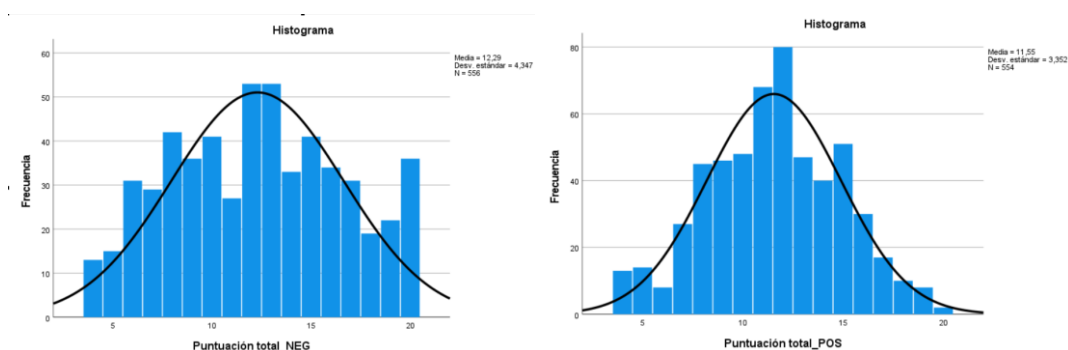 Histograma
Media = 12,29
Desv. estándar = 4,347
N = 556
60
50
40
30
20
10
0
Frecuencia
5
10
15
20
Puntuación total_NEG
Histograma
Media = 11,55
Desv. estándar = 3,352
N = 554
80
60
40
20
0
Frecuencia
5
10
15
20
Puntuación total_POS